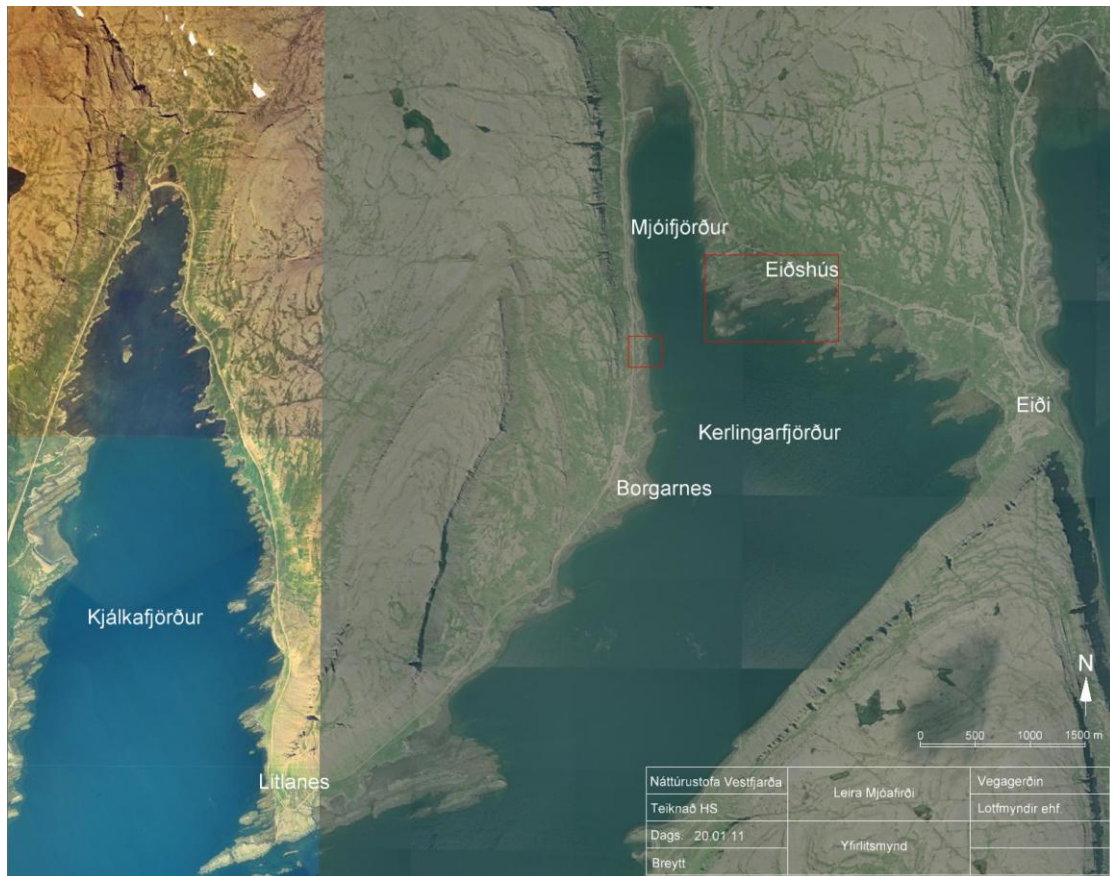 Mjóifjörður
Eiðshús
Eiði
Kerlingarfjörður
Borgarnes
Kjálkafjörður
Litlanes
N
0 500 1000 1500 m
Náttúrustofa Vestfjarða
Teiknað HS
Dags. 20.01.11
Breytt
Leira Mjóafirði
Yfirlitsmynd
Vegagerðin
Lotfmyndir ehf.